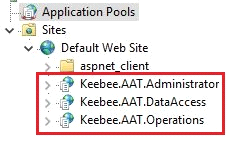 Application Pools
Sites
Default Web Site
aspnet_client
Keebee.AAT.Administrator
Keebee.AAT.DataAccess
Keebee.AAT.Operations